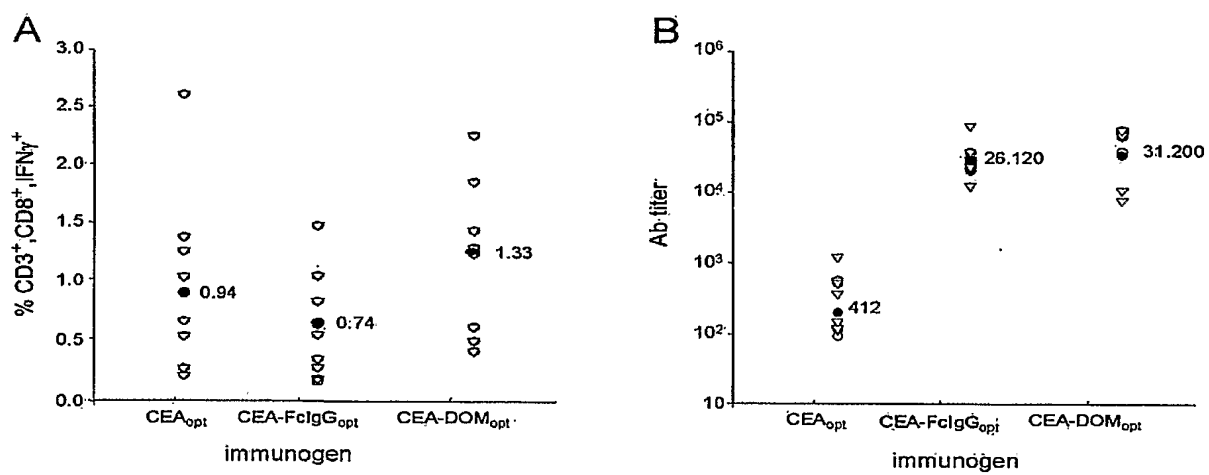 A
3.0
2.5
2.0
1.5
1.0
0.5
0.0
% CD3⁺,CD8⁺,IFNγ⁺
0.94
0.74
1.33
CEAopt
CEA-FcIgGopt
CEA-DOMopt
immunogen
B
10⁶
10⁵
10⁴
10³
10²
10
Ab titer
412
26.120
31.200
CEAopt
CEA-FcIgGopt
CEA-DOMopt
immunogen